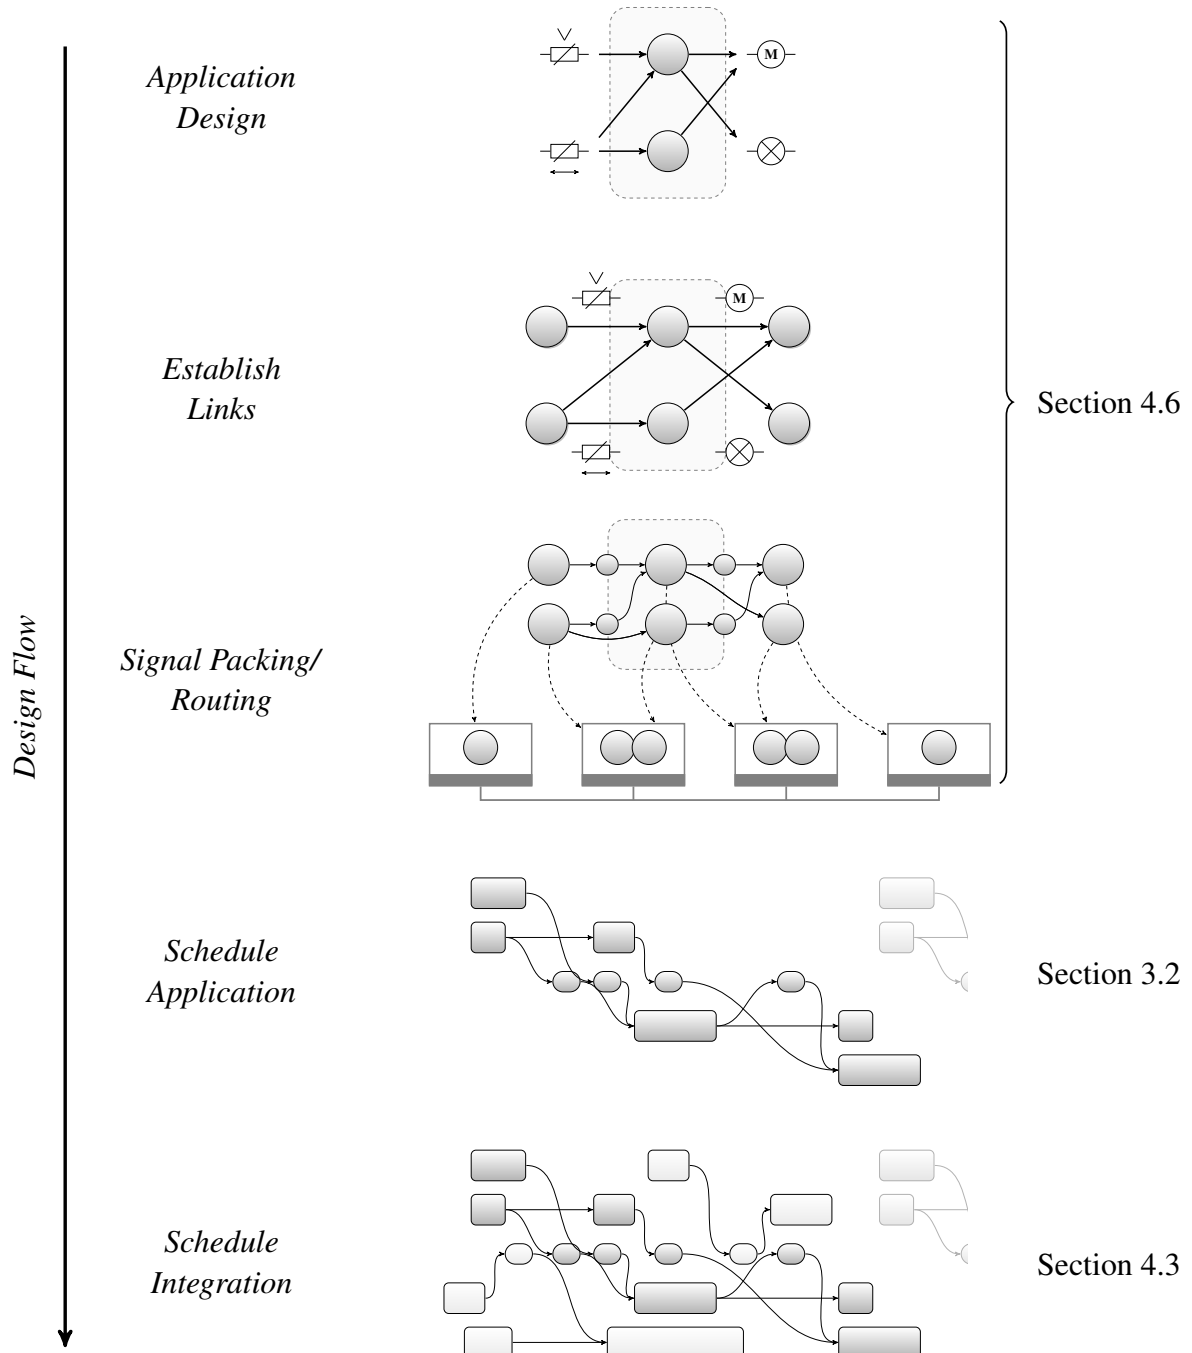 Application
Design
M
Establish
Links
M
Section 4.6
Design Flow
Signal Packing/
Routing
Schedule
Application
Section 3.2
Schedule
Integration
Section 4.3